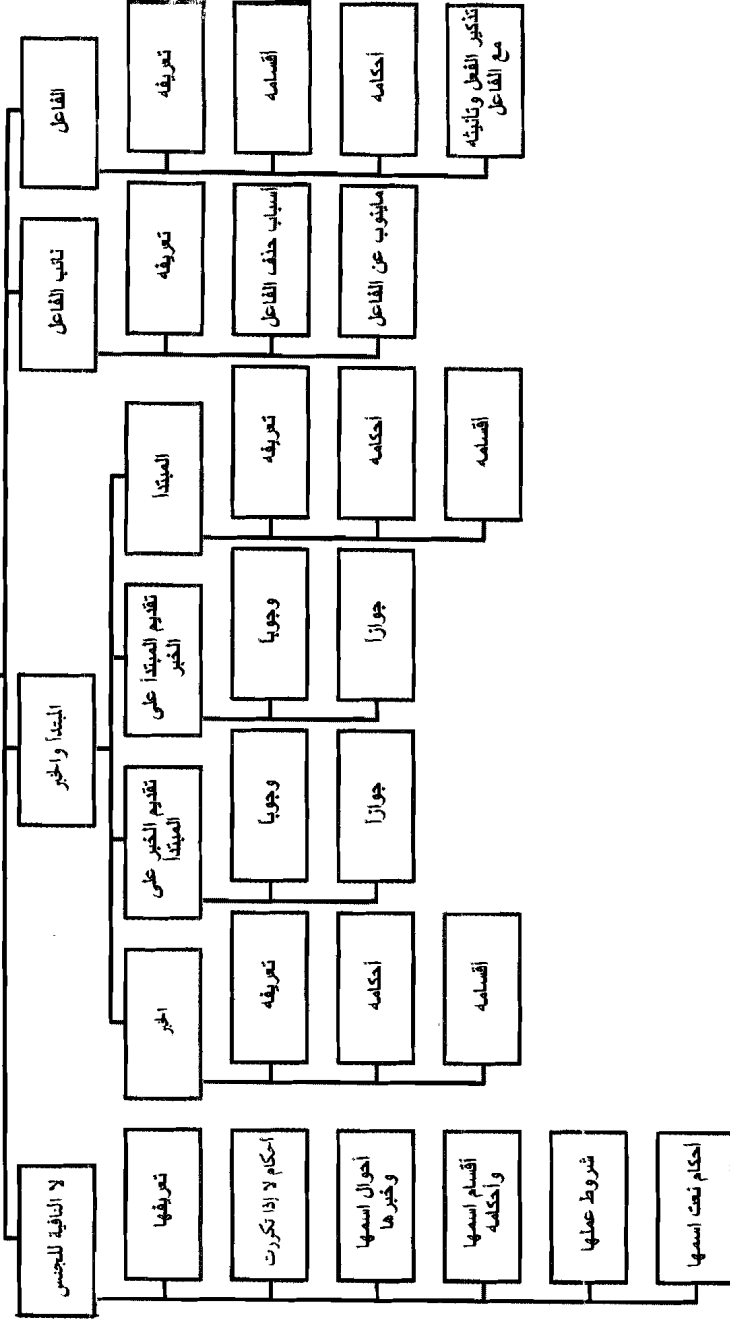 الفاعل
تعريفه
أقسامه
أحكامه
تذكير الفعل وتأنيثه
مع الفاعل
نائب الفاعل
تعريفه
أسباب حذف الفاعل
ماينوب عن الفاعل
المبتدأ والخبر
المبتدأ
تعريفه
أحكامه
أقسامه
تقديم المبتدأ على
الخبر
وجوبا
جوازا
تقديم الخبر على
المبتدأ
وجوبا
جوازا
الخبر
تعريفه
أحكامه
أقسامه
لا النافية للجنس
تعريفها
أحكام لا إذا تكررت
أحوال اسمها
وخبرها
أقسام اسمها
وأحكامه
شروط عملها
أحكام نعت اسمها